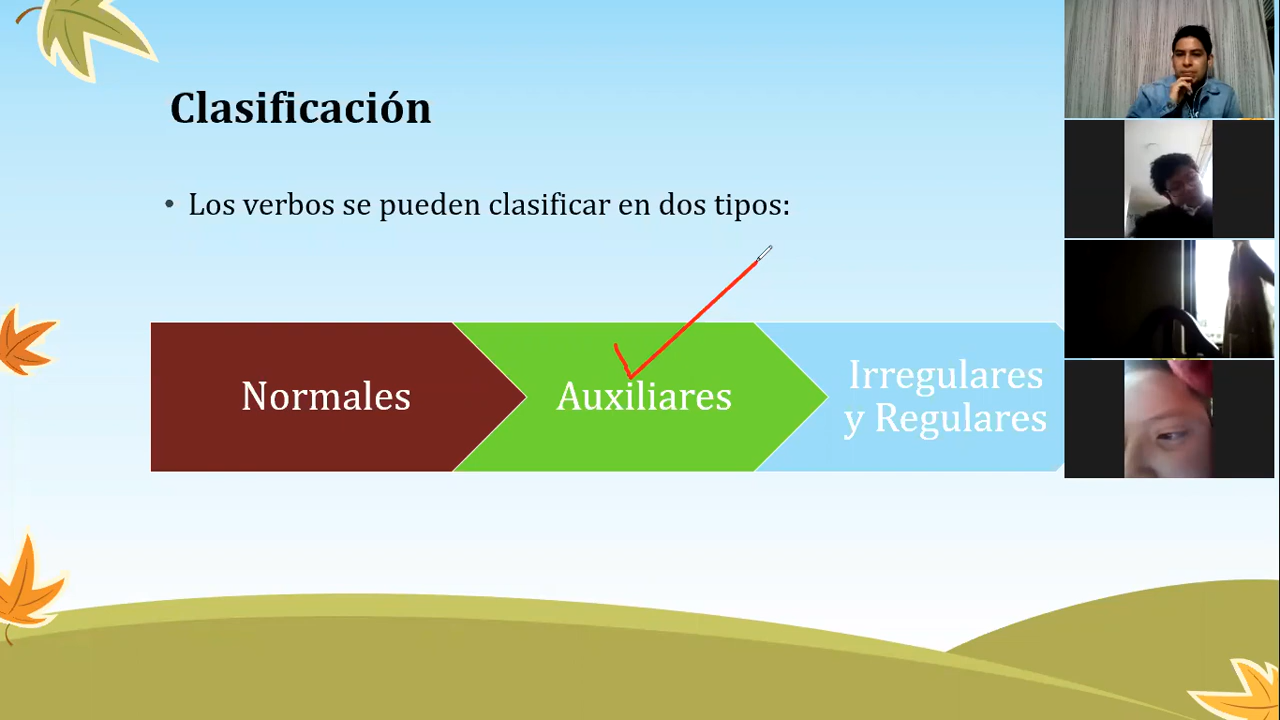 Clasificación
• Los verbos se pueden clasificar en dos tipos:
Normales
Auxiliares
Irregulares
y Regulares